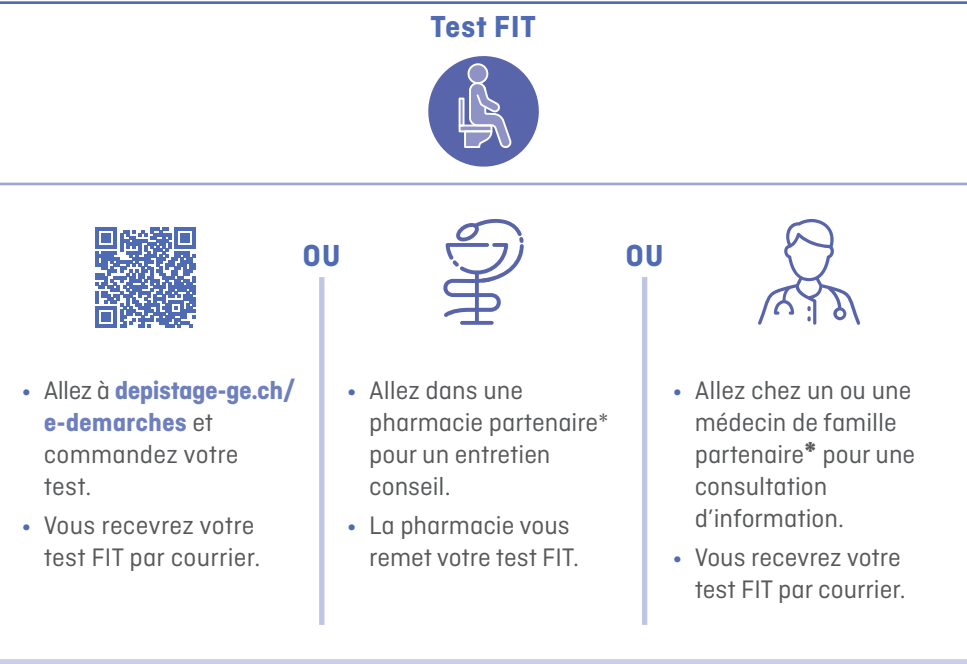 Test FIT
OU
OU
• Allez à depistage-ge.ch/
e-demarches et
commandez votre
test.
• Vous recevrez votre
test FIT par courrier.
• Allez dans une
pharmacie partenaire*
pour un entretien
conseil.
• La pharmacie vous
remet votre test FIT.
• Allez chez un ou une
médecin de famille
partenaire* pour une
consultation
d'information.
• Vous recevrez votre
test FIT par courrier.